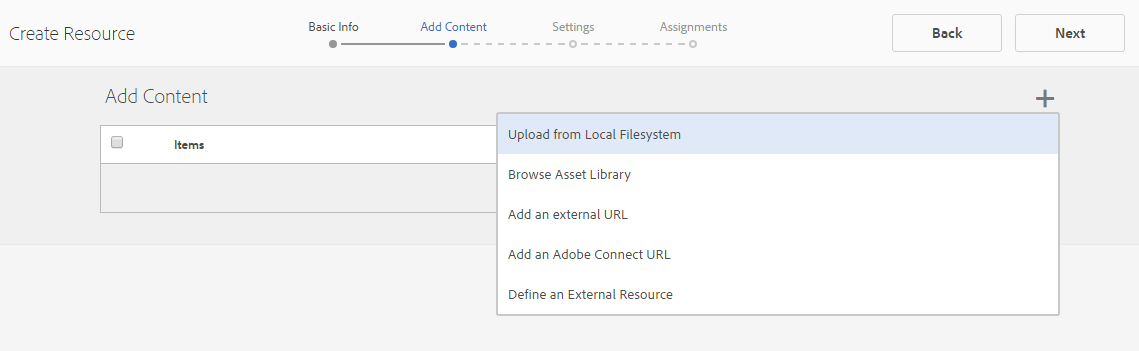 Create Resource
Basic Info
Add Content
Settings
Assignments
Back
Next
Add Content
Items
Upload from Local Filesystem
Browse Asset Library
Add an external URL
Add an Adobe Connect URL
Define an External Resource